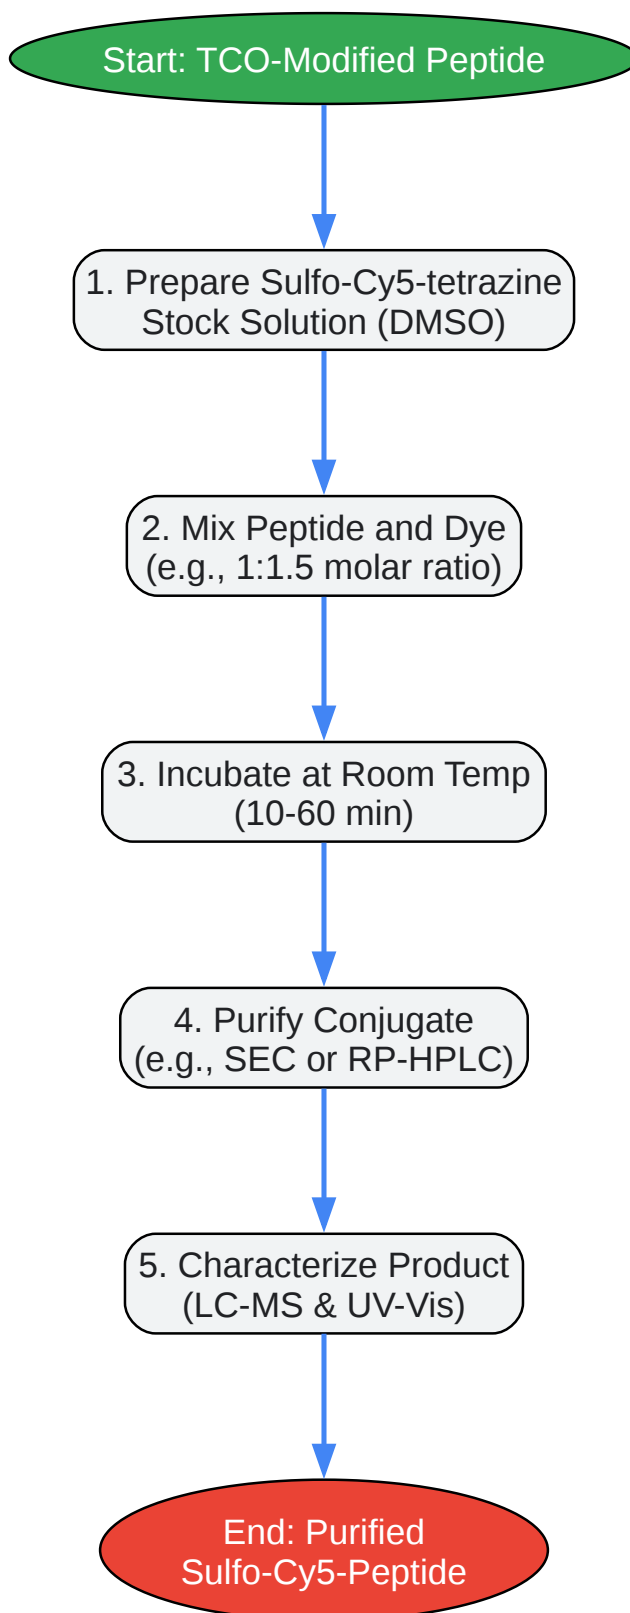 Start: TCO-Modified Peptide
1. Prepare Sulfo-Cy5-tetrazine
Stock Solution (DMSO)
2. Mix Peptide and Dye
(e.g., 1:1.5 molar ratio)
3. Incubate at Room Temp
(10-60 min)
4. Purify Conjugate
(e.g., SEC or RP-HPLC)
5. Characterize Product
(LC-MS & UV-Vis)
End: Purified
Sulfo-Cy5-Peptide